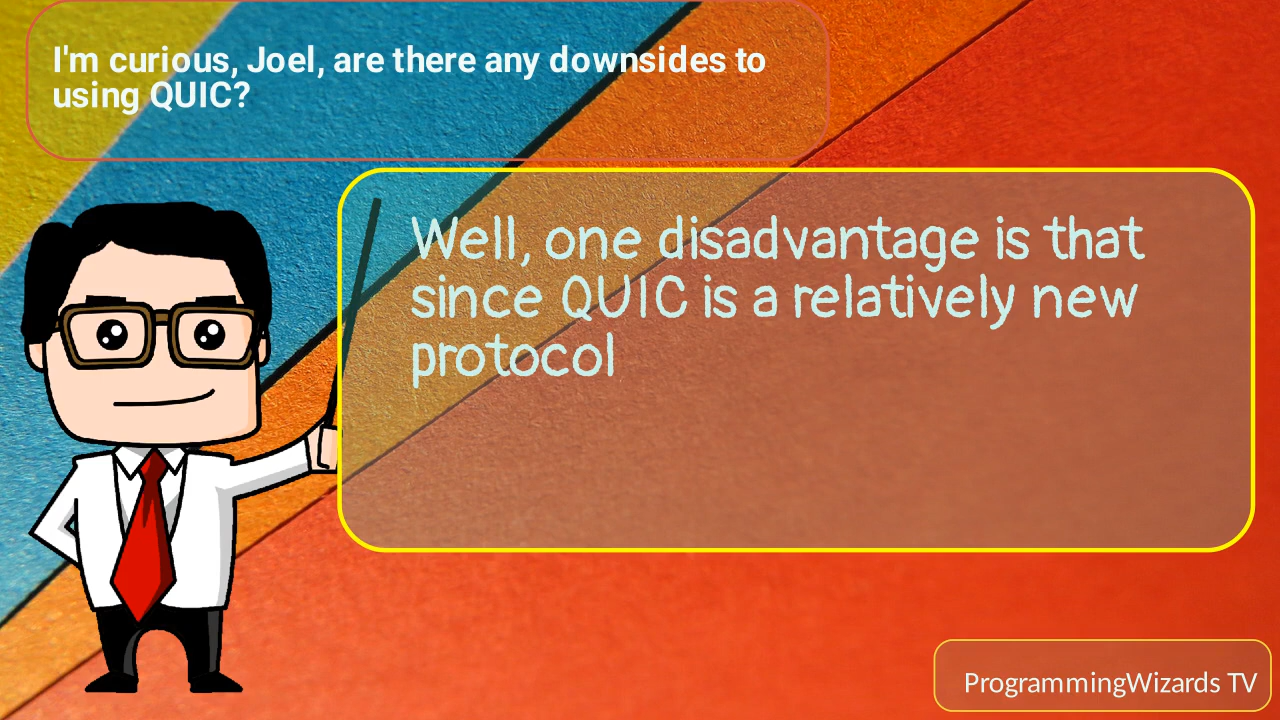 I'm curious, Joel, are there any downsides to
using QUIC?
Well, one disadvantage is that
since QUIC is a relatively new
protocol
ProgrammingWizards TV